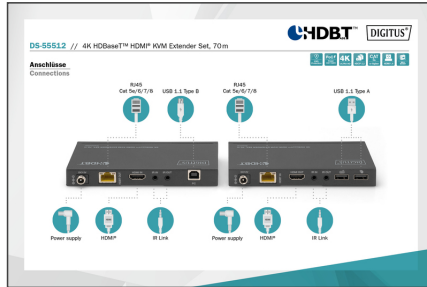 HDBT™
DIGITUS®
DS-55512 // 4K HDBaseT™ HDMI® KVM Extender Set, 70 m
Anschlüsse
Connections
RJ45
Cat 5e/6/7/8
USB 1.1 Type B
RJ45
Cat 5e/6/7/8
USB 1.1 Type A
Power supply
HDMI®
IR Link
Power supply
HDMI®
IR Link